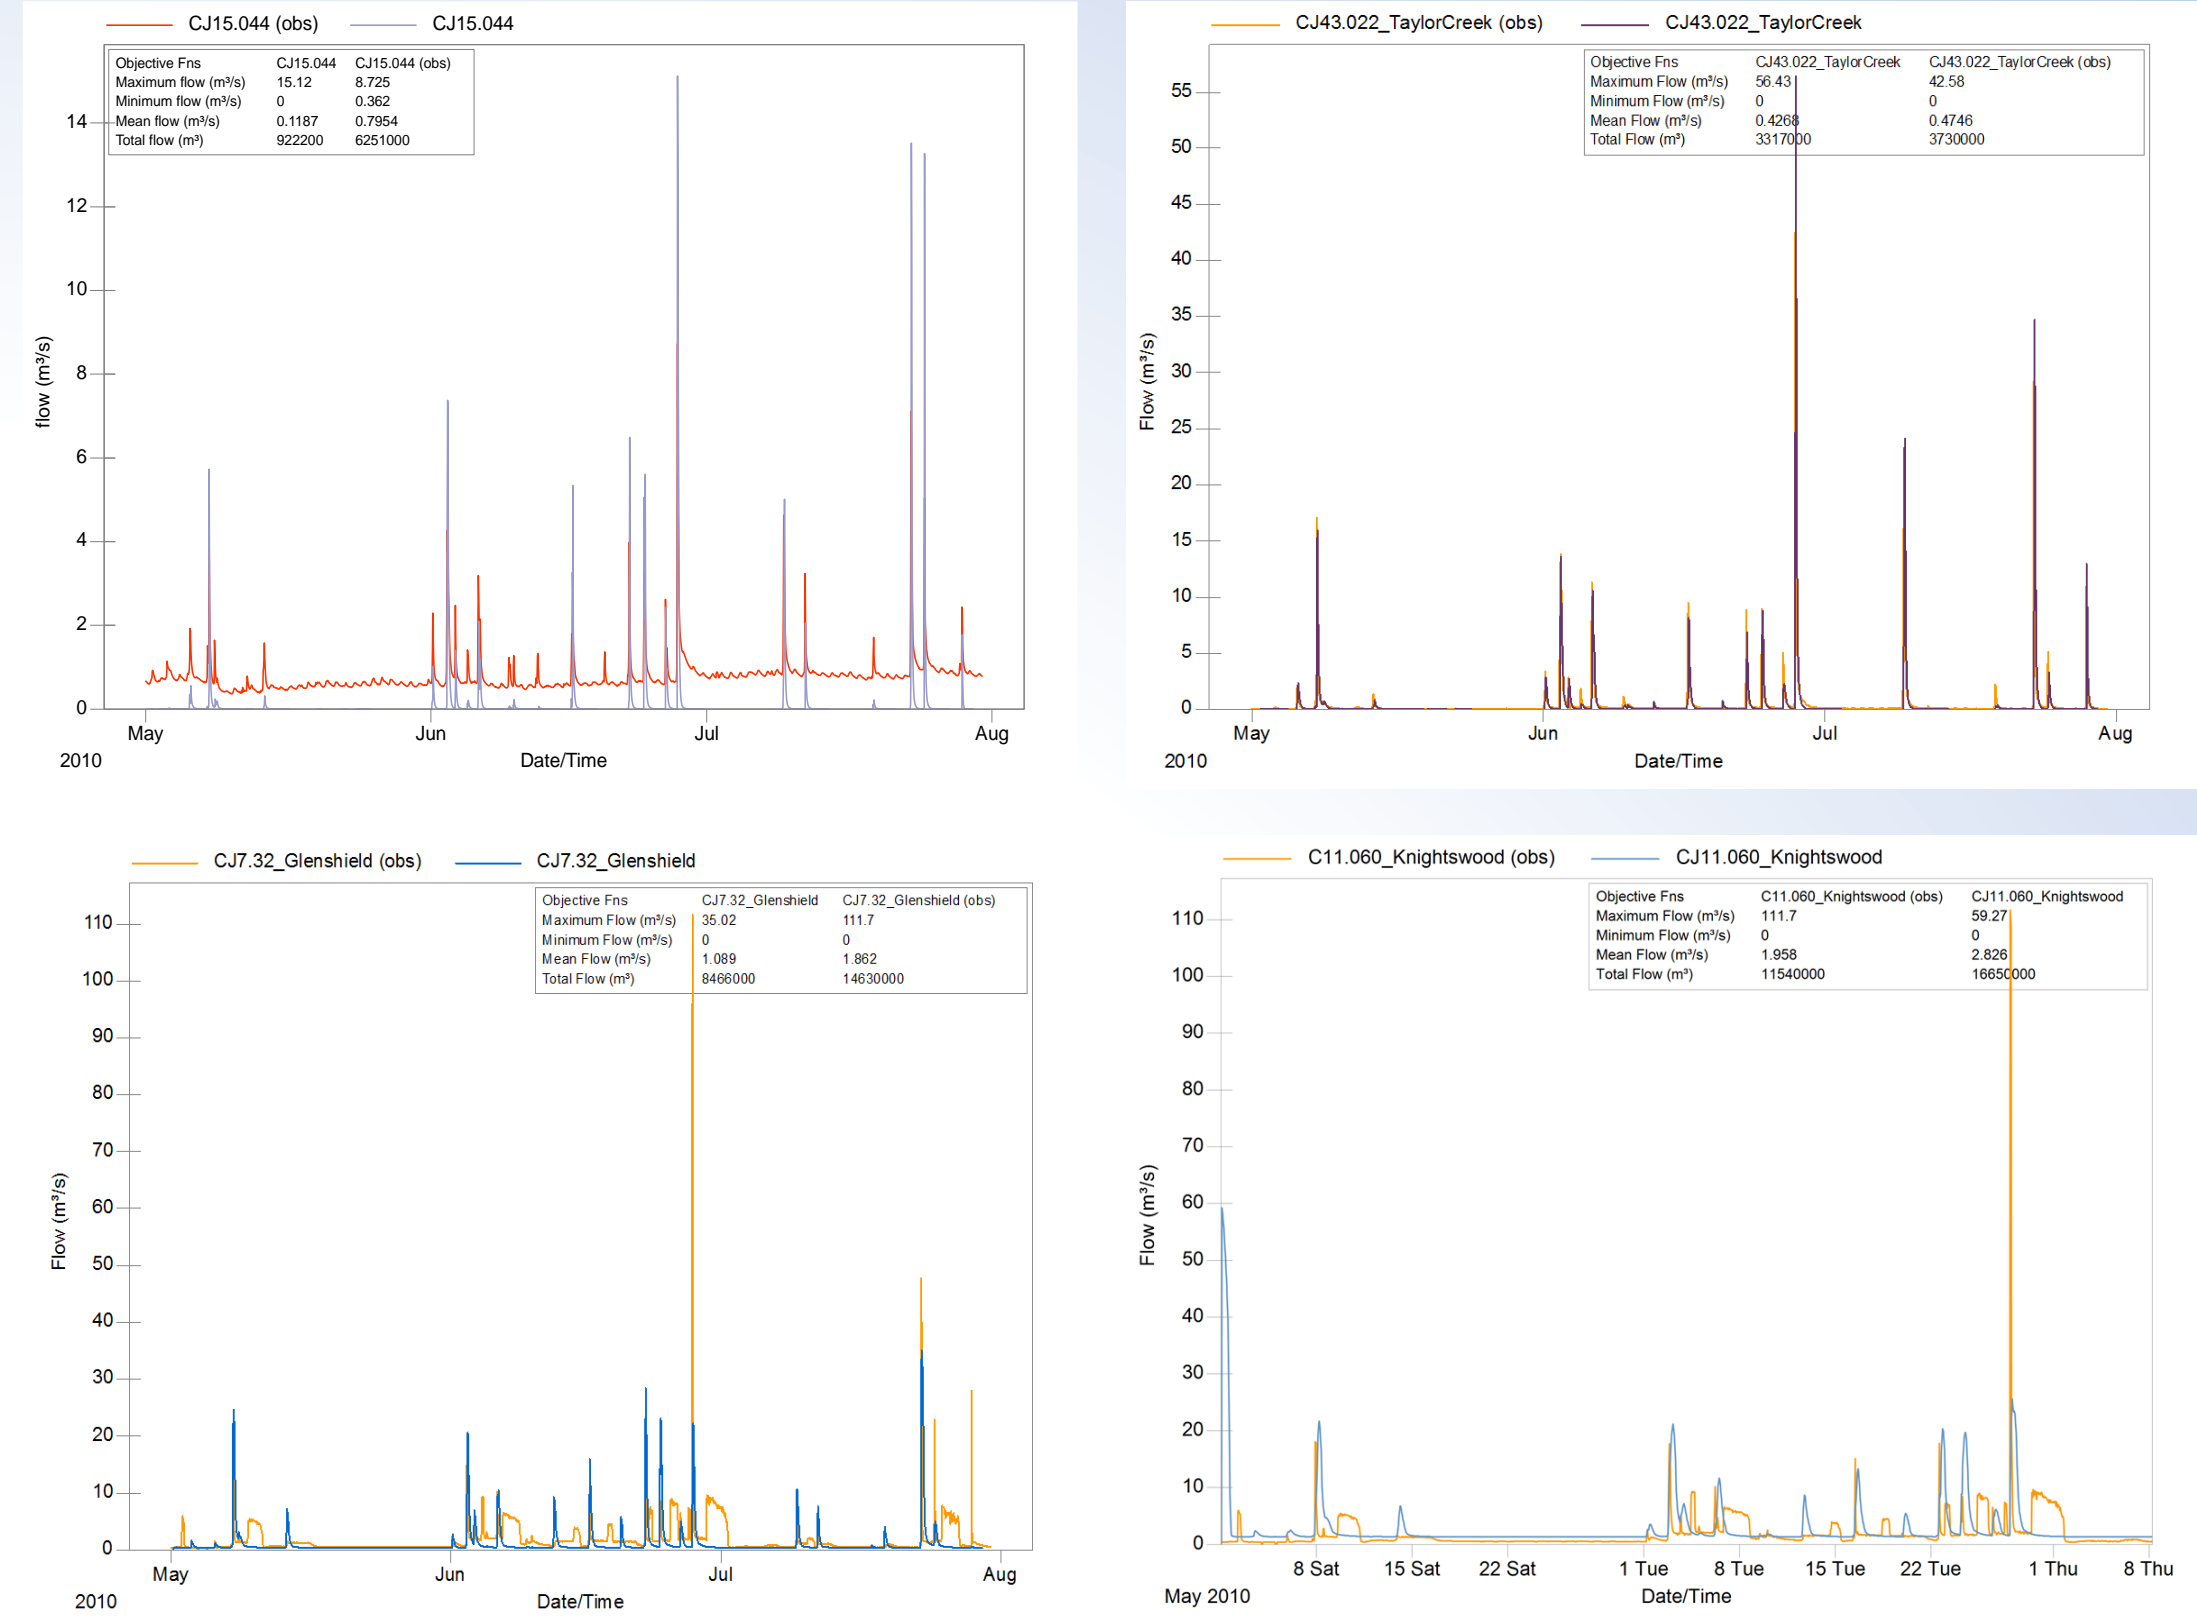 CJ15.044 (obs) CJ15.044
Objective Fns CJ15.044 CJ15.044 (obs)
Maximum flow (m³/s) 15.12 8.725
Minimum flow (m³/s) 0 0.362
Mean flow (m³/s) 0.1187 0.7954
Total flow (m³) 922200 6251000
14
12
10
8
6
4
2
0
flow (m³/s)
May Jun Jul Aug
2010 Date/Time
CJ43.022_TaylorCreek (obs) CJ43.022_TaylorCreek
Objective Fns CJ43.022_TaylorCreek CJ43.022_TaylorCreek (obs)
Maximum Flow (m³/s) 56.43 42.58
Minimum Flow (m³/s) 0 0
Mean Flow (m³/s) 0.4268 0.4746
Total Flow (m³) 3317000 3730000
55
50
45
40
35
30
25
20
15
10
5
0
Flow (m³/s)
May Jun Jul Aug
2010 Date/Time
CJ7.32_Glenshield (obs) CJ7.32_Glenshield
Objective Fns CJ7.32_Glenshield CJ7.32_Glenshield (obs)
Maximum Flow (m³/s) 35.02 111.7
Minimum Flow (m³/s) 0 0
Mean Flow (m³/s) 1.089 1.862
Total Flow (m³) 8466000 14630000
110
100
90
80
70
60
50
40
30
20
10
0
Flow (m³/s)
May Jun Jul Aug
2010 Date/Time
C11.060_Knightswood (obs) CJ11.060_Knightswood
Objective Fns C11.060_Knightswood (obs) CJ11.060_Knightswood
Maximum Flow (m³/s) 111.7 59.27
Minimum Flow (m³/s) 0 0
Mean Flow (m³/s) 1.958 2.826
Total Flow (m³) 11540000 16650000
110
100
90
80
70
60
50
40
30
20
10
0
Flow (m³/s)
8 Sat 15 Sat 22 Sat 1 Tue 8 Tue 15 Tue 22 Tue 1 Thu 8 Thu
May 2010 Date/Time